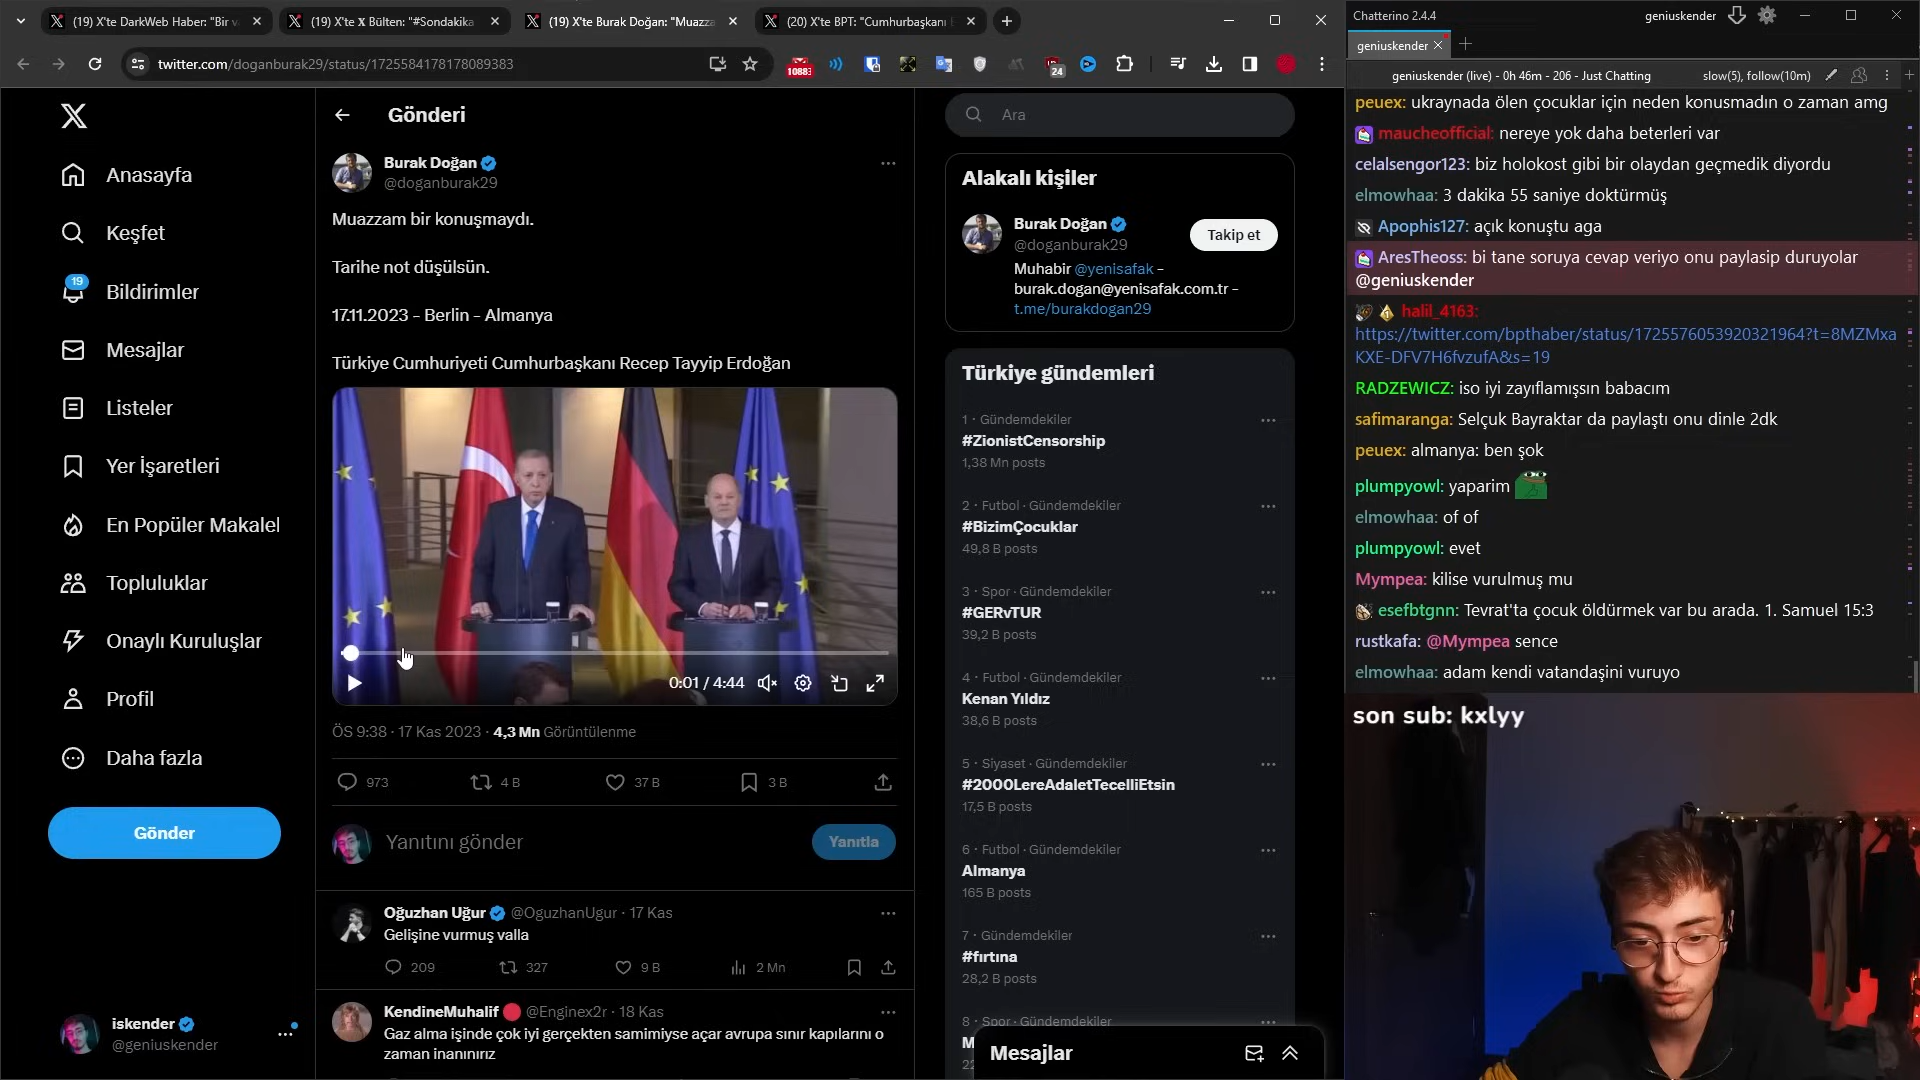 (19) X'te DarkWeb Haber: "Bir v
(19) X'te X Bülten: "#Sondakika
(19) X'te Burak Doğan: "Muazza
(20) X'te BPT: "Cumhurbaşkanı
twitter.com/doganburak29/status/1725584178178089383
10883
24
Anasayfa
Keşfet
19
Bildirimler
Mesajlar
Listeler
Yer İşaretleri
En Popüler Makalel
Topluluklar
Onaylı Kuruluşlar
Profil
Daha fazla
Gönder
iskender
@geniuskender
Gönderi
Burak Doğan
@doganburak29
Muazzam bir konuşmaydı.
Tarihe not düşülsün.
17.11.2023 - Berlin - Almanya
Türkiye Cumhuriyeti Cumhurbaşkanı Recep Tayyip Erdoğan
0:01 / 4:44
ÖS 9:38 · 17 Kas 2023 · 4,3 Mn Görüntülenme
973
4 B
37 B
3 B
Yanıtını gönder
Yanıtla
Oğuzhan Uğur @OguzhanUgur · 17 Kas
Gelişine vurmuş valla
209
327
9 B
2 Mn
KendineMuhalif @Enginex2r · 18 Kas
Gaz alma işinde çok iyi gerçekten samimiyse açar avrupa sınır kapılarını o
zaman inanırız
Ara
Alakalı kişiler
Burak Doğan
@doganburak29
Takip et
Muhabir @yenisafak -
burak.dogan@yenisafak.com.tr -
t.me/burakdogan29
Türkiye gündemleri
1 · Gündemdekiler
#ZionistCensorship
1,38 Mn posts
2 · Futbol · Gündemdekiler
#BizimÇocuklar
49,8 B posts
3 · Spor · Gündemdekiler
#GERvTUR
39,2 B posts
4 · Futbol · Gündemdekiler
Kenan Yıldız
38,6 B posts
5 · Siyaset · Gündemdekiler
#2000LereAdaletTecelliEtsin
17,5 B posts
6 · Futbol · Gündemdekiler
Almanya
165 B posts
7 · Gündemdekiler
#fırtına
28,2 B posts
8 · Spor · Gündemdekiler
M
22
Mesajlar
Chatterino 2.4.4
geniuskender
geniuskender
geniuskender (live) - 0h 46m - 206 - Just Chatting
slow(5), follow(10m)
peuex: ukraynada ölen çocuklar için neden konusmadın o zaman amg
maucheofficial: nereye yok daha beterleri var
celalsengor123: biz holokost gibi bir olaydan geçmedik diyordu
elmowhaa: 3 dakika 55 saniye doktürmüş
Apophis127: açık konuştu aga
AresTheoss: bi tane soruya cevap veriyo onu paylasip duruyolar
@geniuskender
halil_4163:
https://twitter.com/bpthaber/status/1725576053920321964?t=8MZMxa
KXE-DFV7H6fvzufA&s=19
RADZEWICZ: iso iyi zayıflamışsın babacım
safimaranga: Selçuk Bayraktar da paylaştı onu dinle 2dk
peuex: almanya: ben şok
plumpyowl: yaparim
elmowhaa: of of
plumpyowl: evet
Mympea: kilise vurulmuş mu
esefbtgnn: Tevrat'ta çocuk öldürmek var bu arada. 1. Samuel 15:3
rustkafa: @Mympea sence
elmowhaa: adam kendi vatandaşini vuruyo
son sub: kxlyy